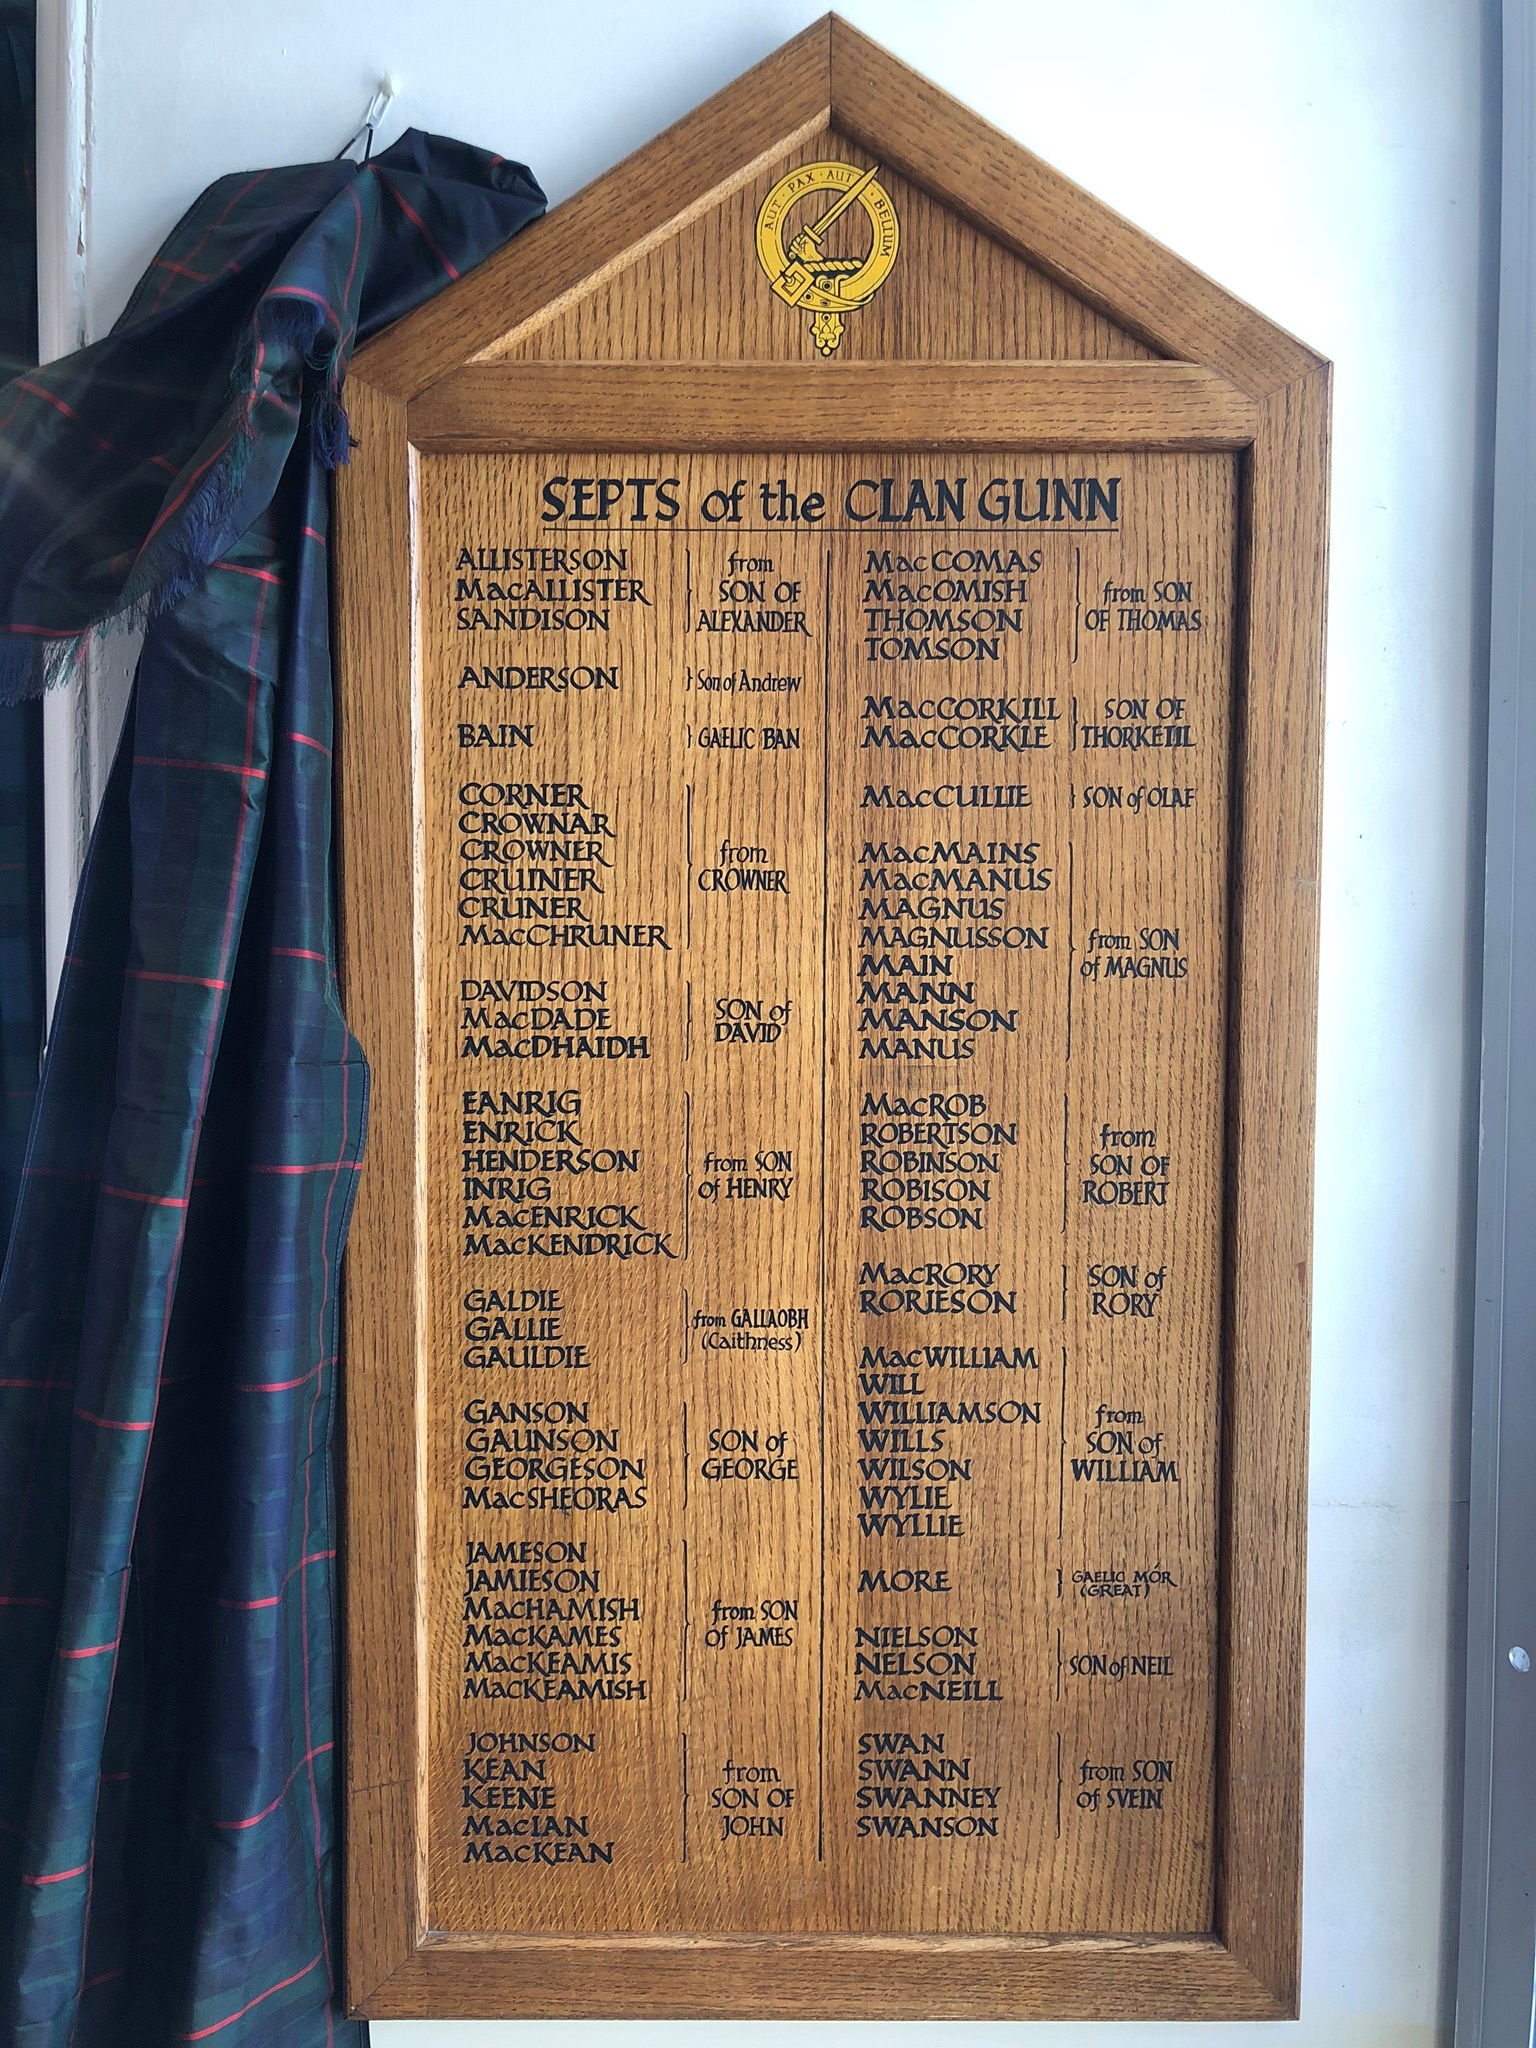 AUT · PAX · AUT · BELLUM
SEPTS of the CLAN GUNN
ALLISTERSON
MacALLISTER
SANDISON
from
SON OF
ALEXANDER
ANDERSON
Son of Andrew
BAIN
GAELIC BAN
CORNER
CROWNAR
CROWNER
CRUINER
CRUNER
MacCHRUNER
from
CROWNER
DAVIDSON
MacDADE
MacDHAIDH
SON of
DAVID
EANRIG
ENRICK
HENDERSON
INRIG
MacENRICK
MacKENDRICK
from SON
of HENRY
GALDIE
GALLIE
GAULDIE
from GALLAOBH
(Caithness)
GANSON
GAUNSON
GEORGESON
MacSHEORAS
SON of
GEORGE
JAMESON
JAMIESON
MacHAMISH
MacKAMES
MacKEAMIS
MacKEAMISH
from SON
OF JAMES
JOHNSON
KEAN
KEENE
MacIAN
MacKEAN
from
SON OF
JOHN
MacCOMAS
MacOMISH
THOMSON
TOMSON
from SON
OF THOMAS
MacCORKILL
MacCORKLE
SON OF
THORKETIL
MacCULLIE
SON of OLAF
MacMAINS
MacMANUS
MAGNUS
MAGNUSSON
MAIN
MANN
MANSON
MANUS
from SON
of MAGNUS
MacROB
ROBERTSON
ROBINSON
ROBISON
ROBSON
from
SON OF
ROBERT
MacRORY
RORIESON
SON of
RORY
MacWILLIAM
WILL
WILLIAMSON
WILLS
WILSON
WYLIE
WYLLIE
from
SON of
WILLIAM
MORE
GAELIC MÓR
(GREAT)
NIELSON
NELSON
MacNEILL
SON of NEIL
SWAN
SWANN
SWANNEY
SWANSON
from SON
of SVEIN